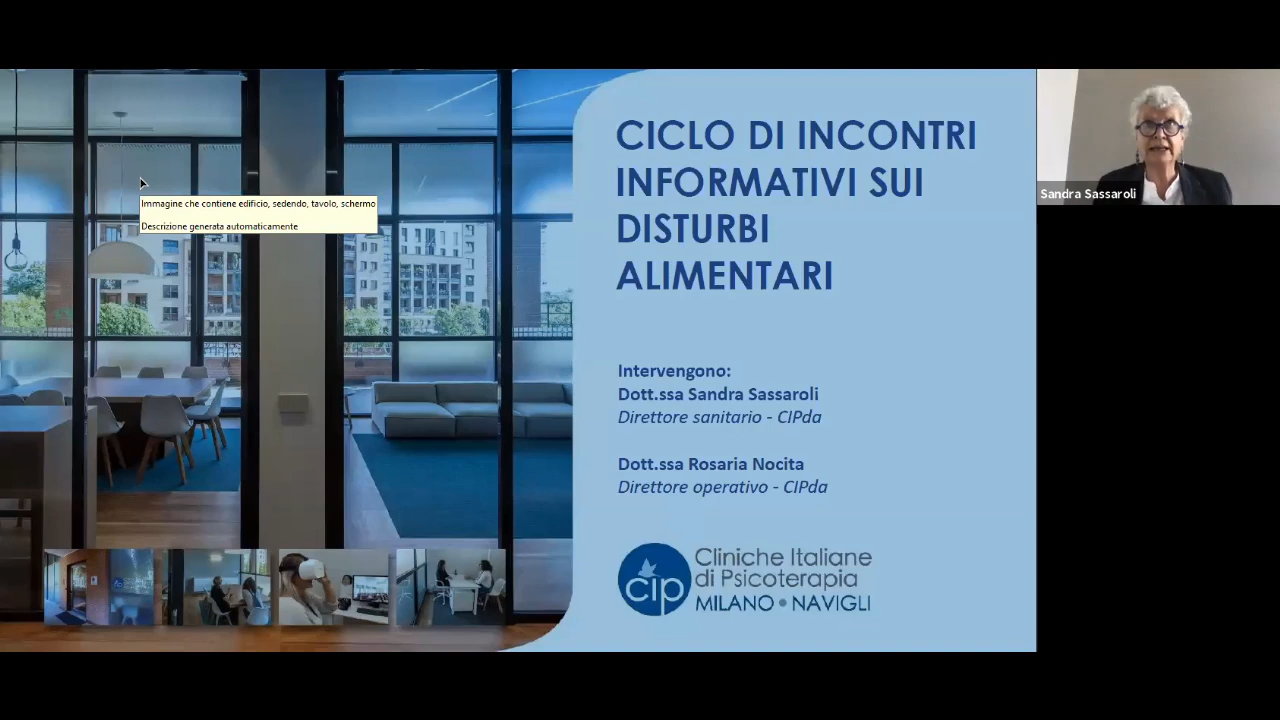 CICLO DI INCONTRI
INFORMATIVI SUI
DISTURBI
ALIMENTARI
Intervengono:
Dott.ssa Sandra Sassaroli
Direttore sanitario - CIPda
Dott.ssa Rosaria Nocita
Direttore operativo - CIPda
cip
Cliniche Italiane
di Psicoterapia
MILANO • NAVIGLI
Immagine che contiene edificio, sedendo, tavolo, schermo
Descrizione generata automaticamente
Sandra Sassaroli